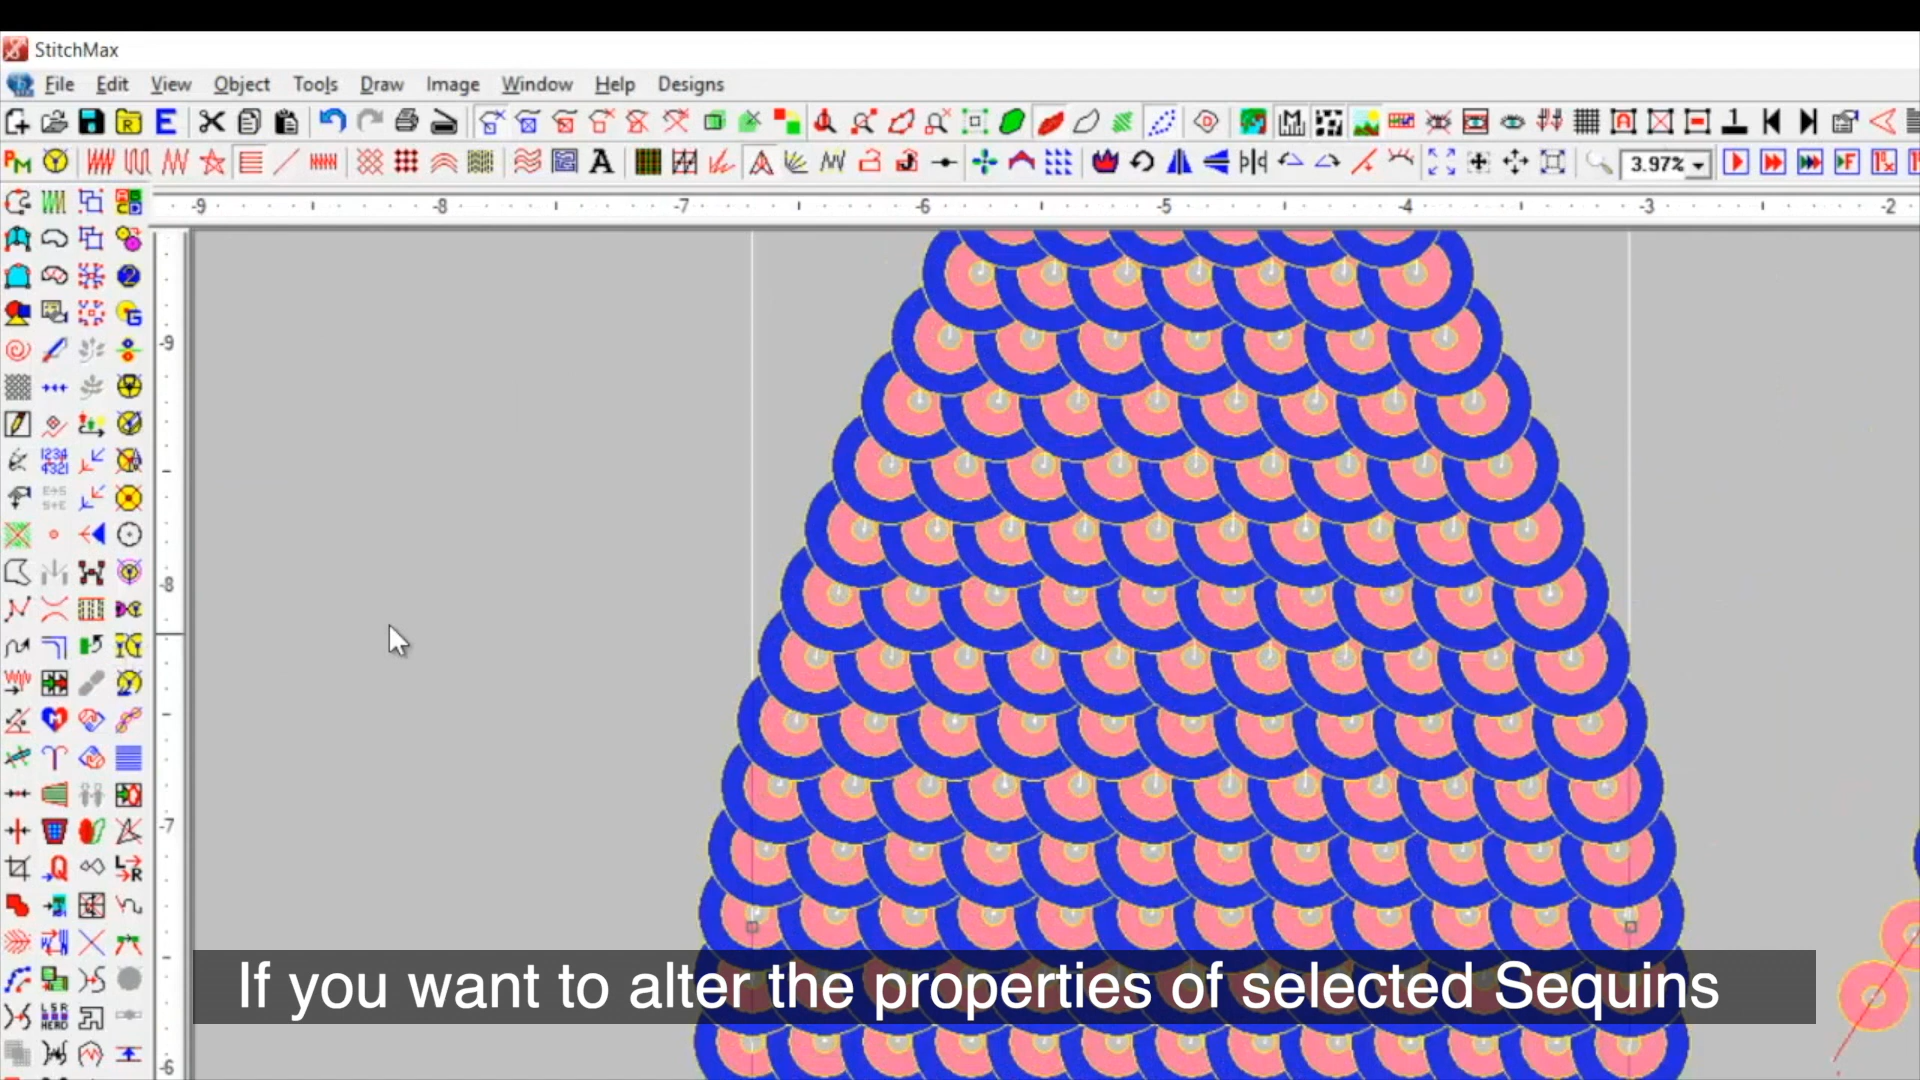 StitchMax
File Edit View Object Tools Draw Image Window Help Designs
3.97%
-9 -8 -7 -6 -5 -4 -3 -2
-9
-8
-7
-6
If you want to alter the properties of selected Sequins